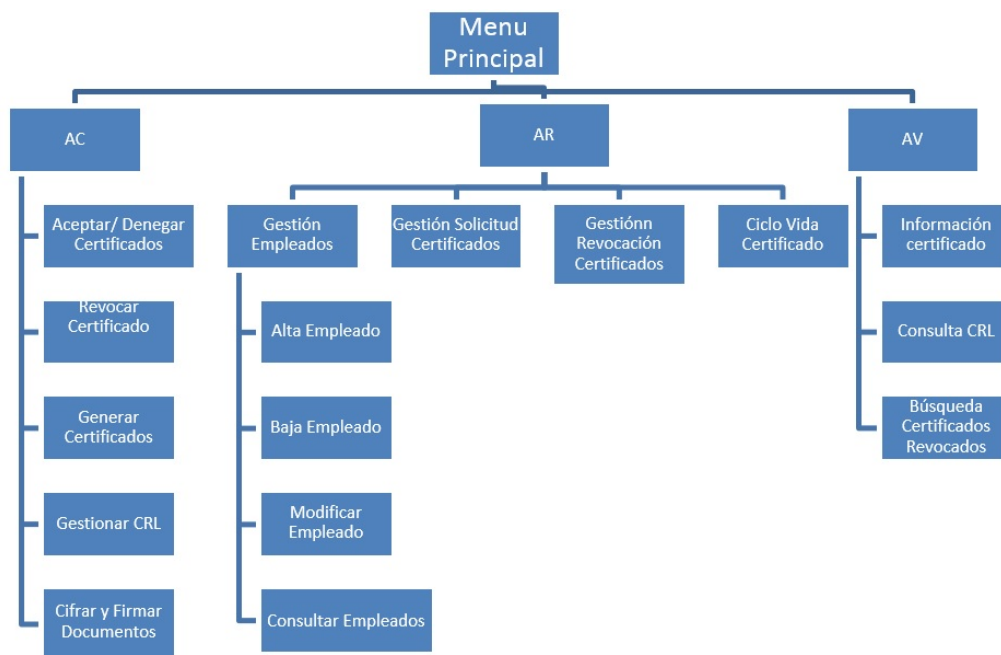 Menu
Principal
AC
AR
AV
Aceptar/ Denegar
Certificados
Gestión
Empleados
Gestión Solicitud
Certificados
Gestiónn
Revocación
Certificados
Ciclo Vida
Certificado
Información
certificado
Revocar
Certificado
Alta Empleado
Consulta CRL
Generar
Certificados
Baja Empleado
Búsqueda
Certificados
Revocados
Gestionar CRL
Modificar
Empleado
Cifrar y Firmar
Documentos
Consultar Empleados